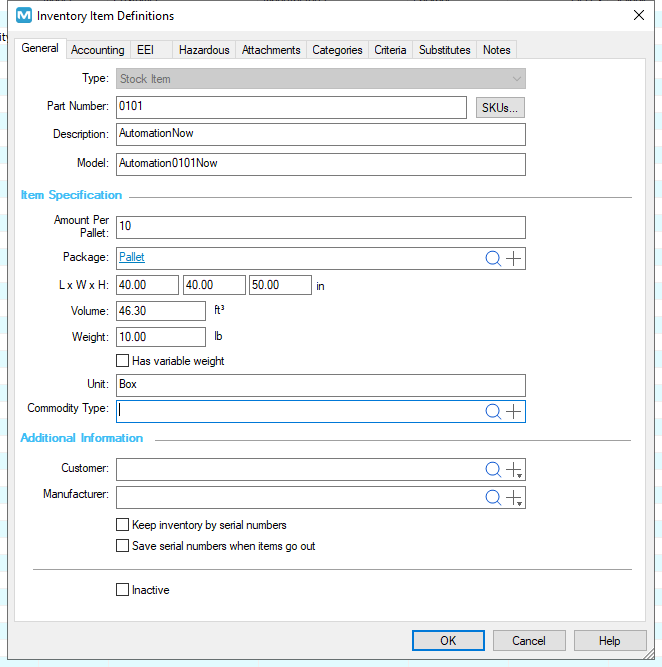 Inventory Item Definitions
General Accounting EEI Hazardous Attachments Categories Criteria Substitutes Notes
Type: Stock Item
Part Number: 0101 SKUs...
Description: AutomationNow
Model: Automation0101Now
Item Specification
Amount Per
Pallet: 10
Package: Pallet
L x W x H: 40.00 40.00 50.00 in
Volume: 46.30 ft³
Weight: 10.00 lb
Has variable weight
Unit: Box
Commodity Type:
Additional Information
Customer:
Manufacturer:
Keep inventory by serial numbers
Save serial numbers when items go out
Inactive
OK Cancel Help